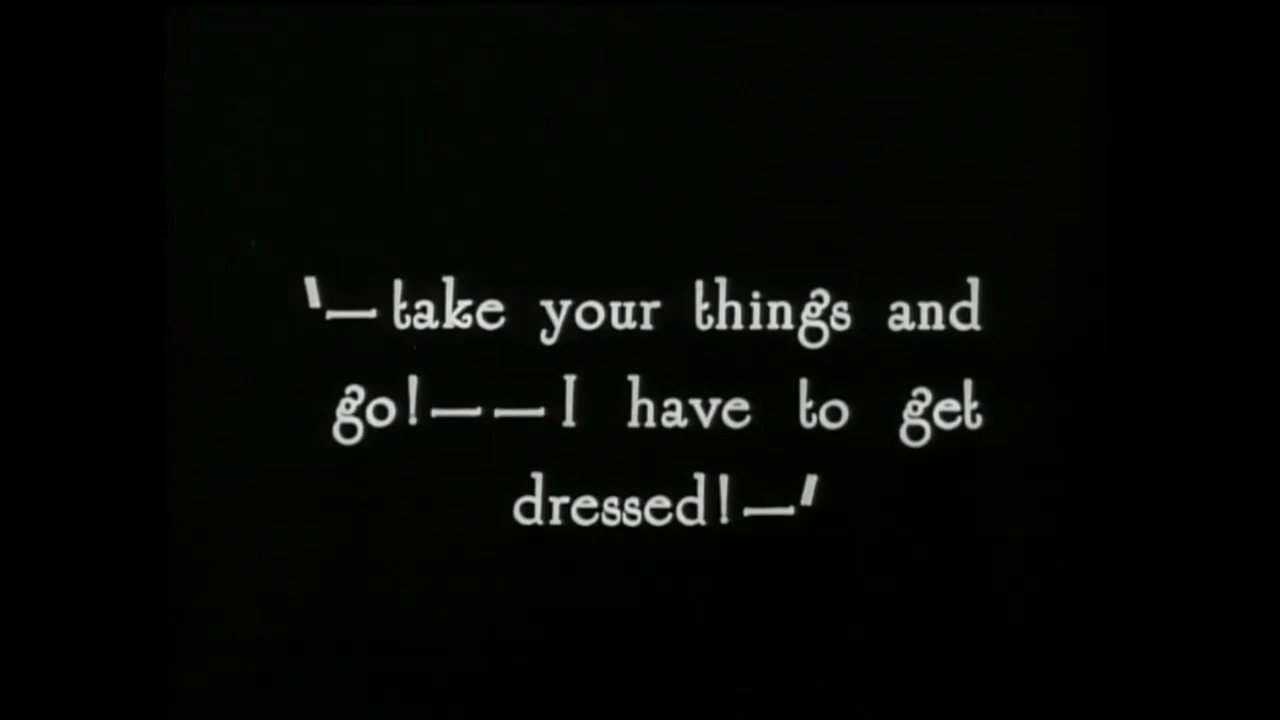 '—take your things and
go!——I have to get
dressed!—'